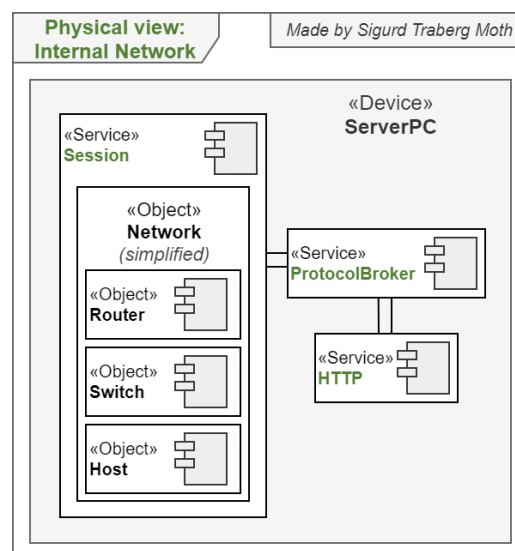 Physical view:
Internal Network
Made by Sigurd Traberg Moth
«Device»
ServerPC
«Service»
Session
«Object»
Network
(simplified)
«Object»
Router
«Object»
Switch
«Object»
Host
«Service»
ProtocolBroker
«Service»
HTTP